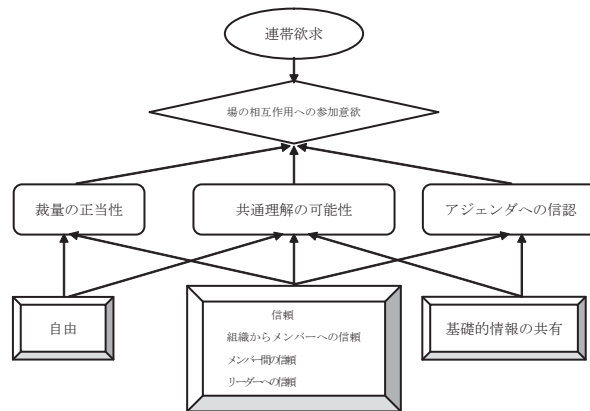 連帯欲求
場の相互作用への参加意欲
裁量の正当性
共通理解の可能性
アジェンダへの信認
自由
信頼
組織からメンバーへの信頼
メンバー間の信頼
リーダーへの信頼
基礎的情報の共有